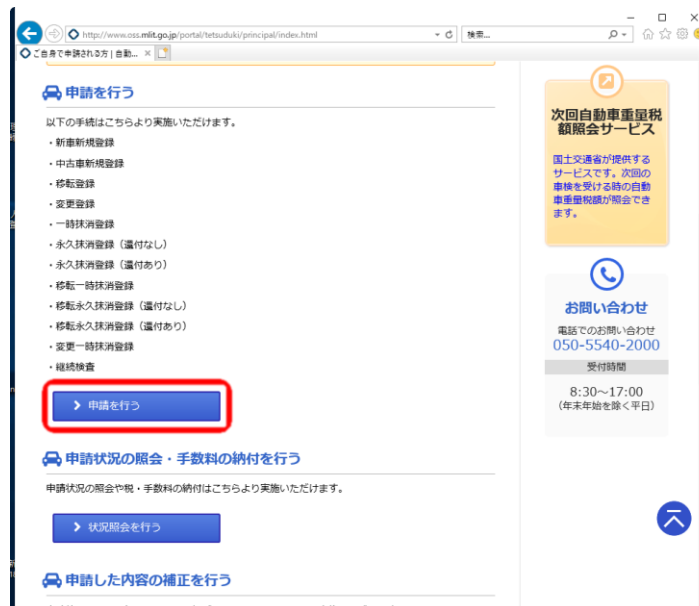 http://www.oss.mlit.go.jp/portal/tetsuduki/principal/index.html
検索...
ご自身で申請される方 | 自動...
申請を行う
以下の手続はこちらより実施いただけます。
・新車新規登録
・中古車新規登録
・移転登録
・変更登録
・一時抹消登録
・永久抹消登録（還付なし）
・永久抹消登録（還付あり）
・移転一時抹消登録
・移転永久抹消登録（還付なし）
・移転永久抹消登録（還付あり）
・変更一時抹消登録
・継続検査
申請を行う
申請状況の照会・手数料の納付を行う
申請状況の照会や税・手数料の納付はこちらより実施いただけます。
状況照会を行う
申請した内容の補正を行う
次回自動車重量税
額照会サービス
国土交通省が提供する
サービスです。次回の
車検を受ける時の自動
車重量税額が照会でき
ます。
お問い合わせ
電話でのお問い合わせ
050-5540-2000
受付時間
8:30～17:00
（年末年始を除く平日）